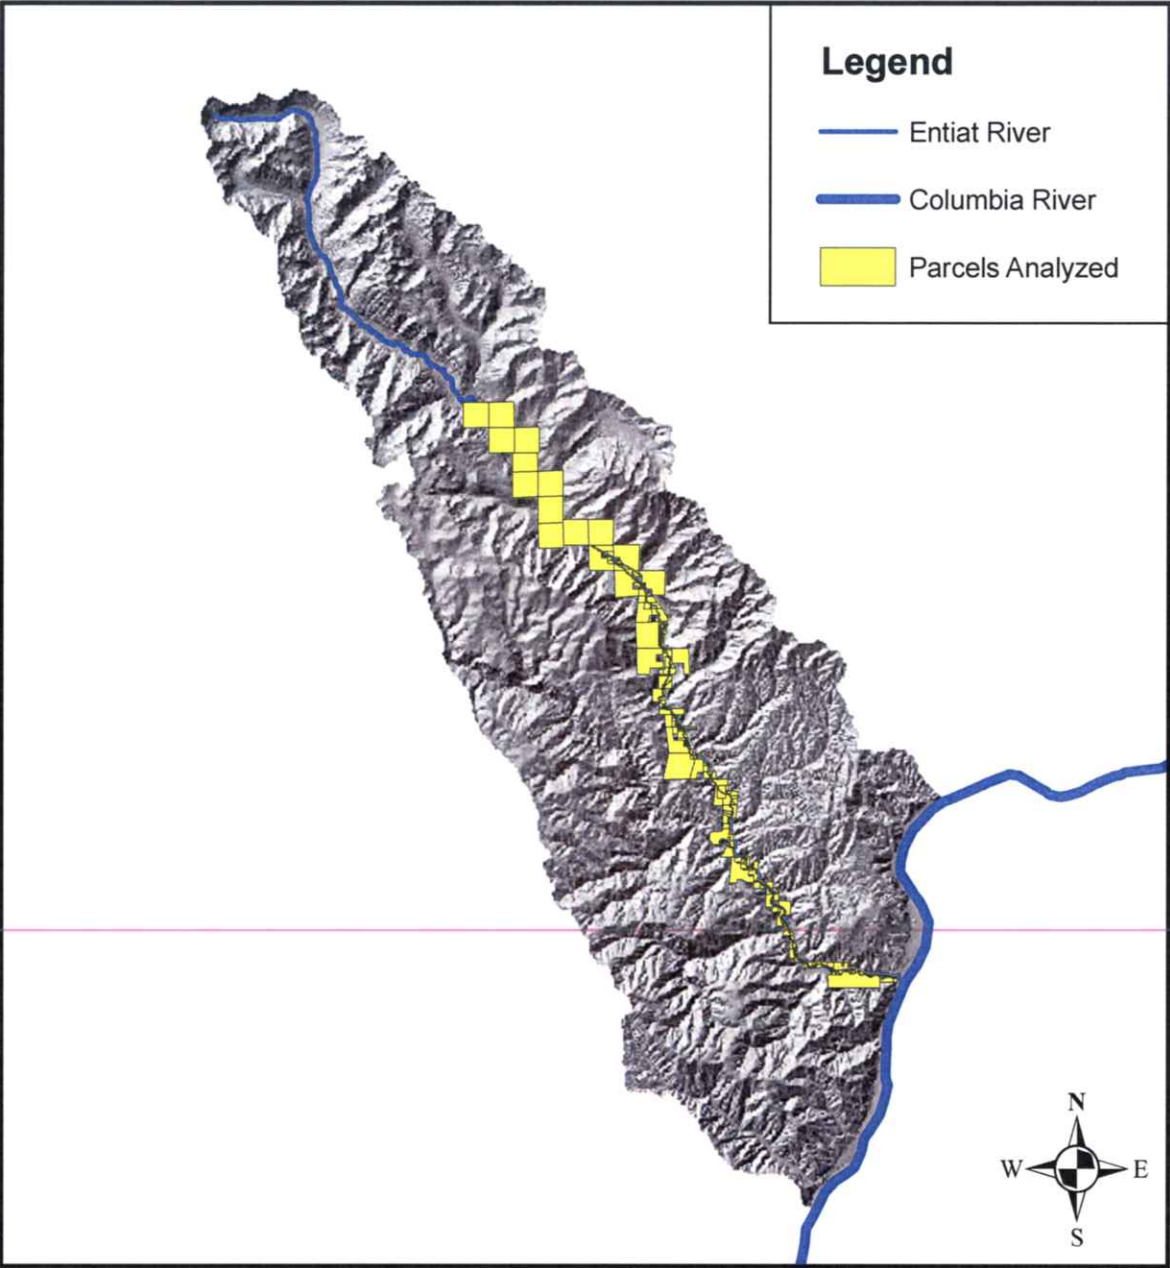 Legend
Entiat River
Columbia River
Parcels Analyzed
N
W E
S